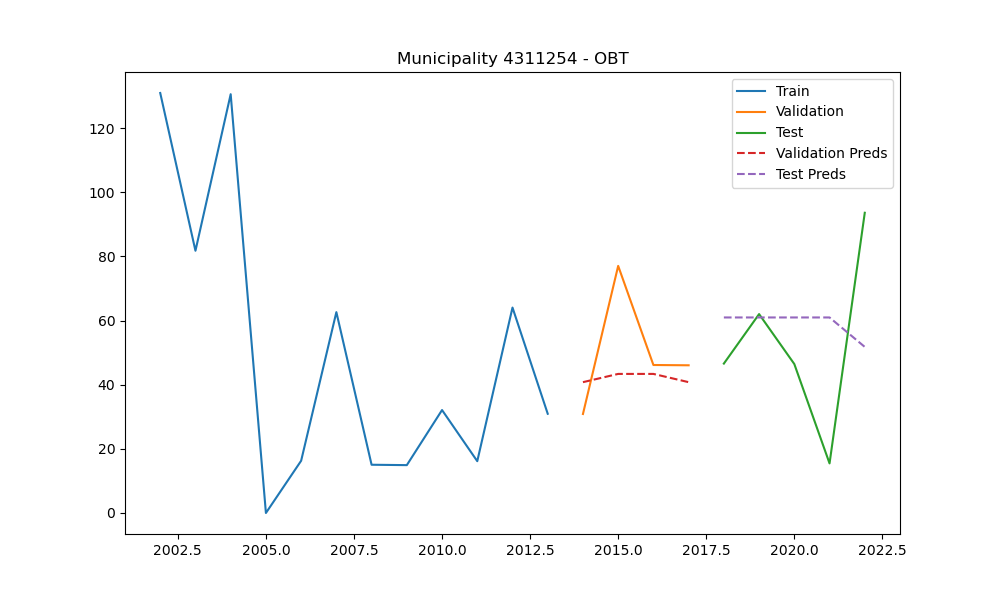 Municipality 4311254 - OBT
Train
Validation
Test
Validation Preds
Test Preds
120
100
80
60
40
20
0
2002.5 2005.0 2007.5 2010.0 2012.5 2015.0 2017.5 2020.0 2022.5